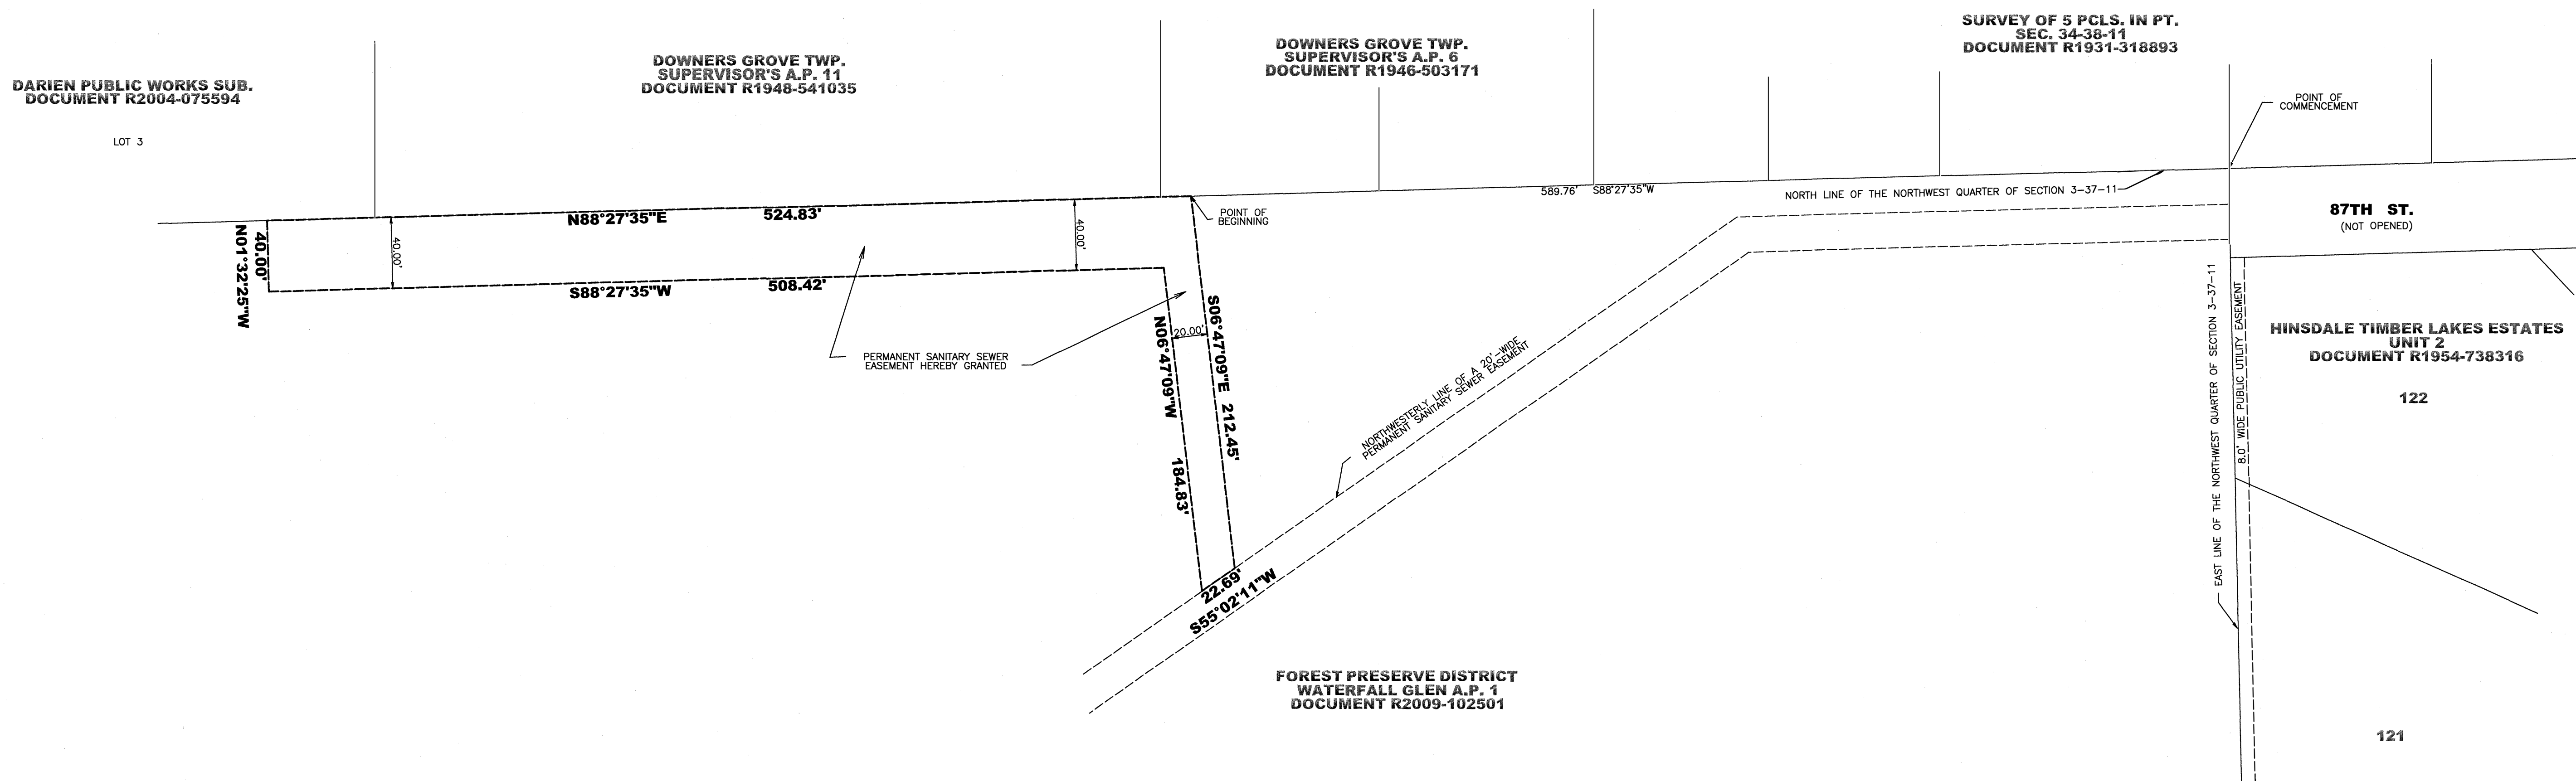 DARIEN PUBLIC WORKS SUB.
DOCUMENT R2004-075594
LOT 3
DOWNERS GROVE TWP.
SUPERVISOR'S A.P. 11
DOCUMENT R1948-541035
DOWNERS GROVE TWP.
SUPERVISOR'S A.P. 6
DOCUMENT R1946-503171
SURVEY OF 5 PCLS. IN PT.
SEC. 34-38-11
DOCUMENT R1931-318893
POINT OF
COMMENCEMENT
589.76' S88°27'35"W
NORTH LINE OF THE NORTHWEST QUARTER OF SECTION 3-37-11
87TH ST.
(NOT OPENED)
POINT OF
BEGINNING
N88°27'35"E 524.83'
40.00'
N01°32'25"W
40.00'
40.00'
S88°27'35"W 508.42'
PERMANENT SANITARY SEWER
EASEMENT HEREBY GRANTED
20.00'
N06°47'09"W 184.83'
S06°47'09"E 212.45'
22.69'
S55°02'11"W
NORTHWESTERLY LINE OF A 20'-WIDE
PERMANENT SANITARY SEWER EASEMENT
EAST LINE OF THE NORTHWEST QUARTER OF SECTION 3-37-11
8.0' WIDE PUBLIC UTILITY EASEMENT
HINSDALE TIMBER LAKES ESTATES
UNIT 2
DOCUMENT R1954-738316
122
FOREST PRESERVE DISTRICT
WATERFALL GLEN A.P. 1
DOCUMENT R2009-102501
121